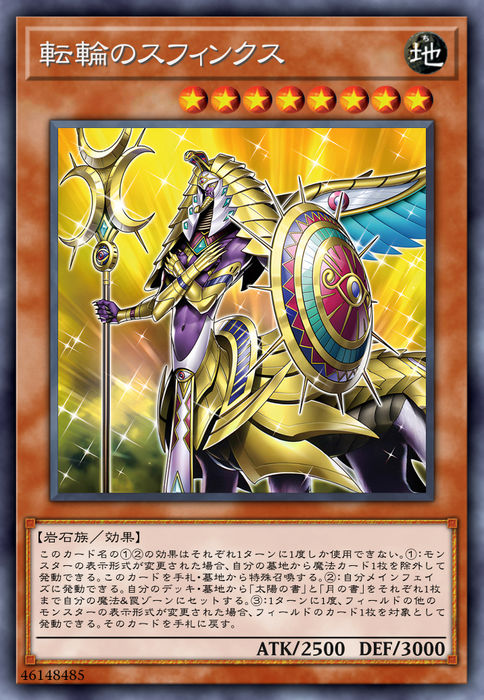 転輪のスフィンクス
地
ち
【岩石族／効果】
このカード名の①②の効果はそれぞれ1ターンに1度しか使用できない。①:モン
スターの表示形式が変更された場合、自分の墓地から魔法カード1枚を除外して
発動できる。このカードを手札・墓地から特殊召喚する。②:自分メインフェイ
ズに発動できる。自分のデッキ・墓地から「太陽の書」と「月の書」をそれぞれ1枚
まで自分の魔法&罠ゾーンにセットする。③:1ターンに1度、フィールドの他の
モンスターの表示形式が変更された場合、フィールドのカード1枚を対象として
発動できる。そのカードを手札に戻す。
ATK/2500 DEF/3000
46148485